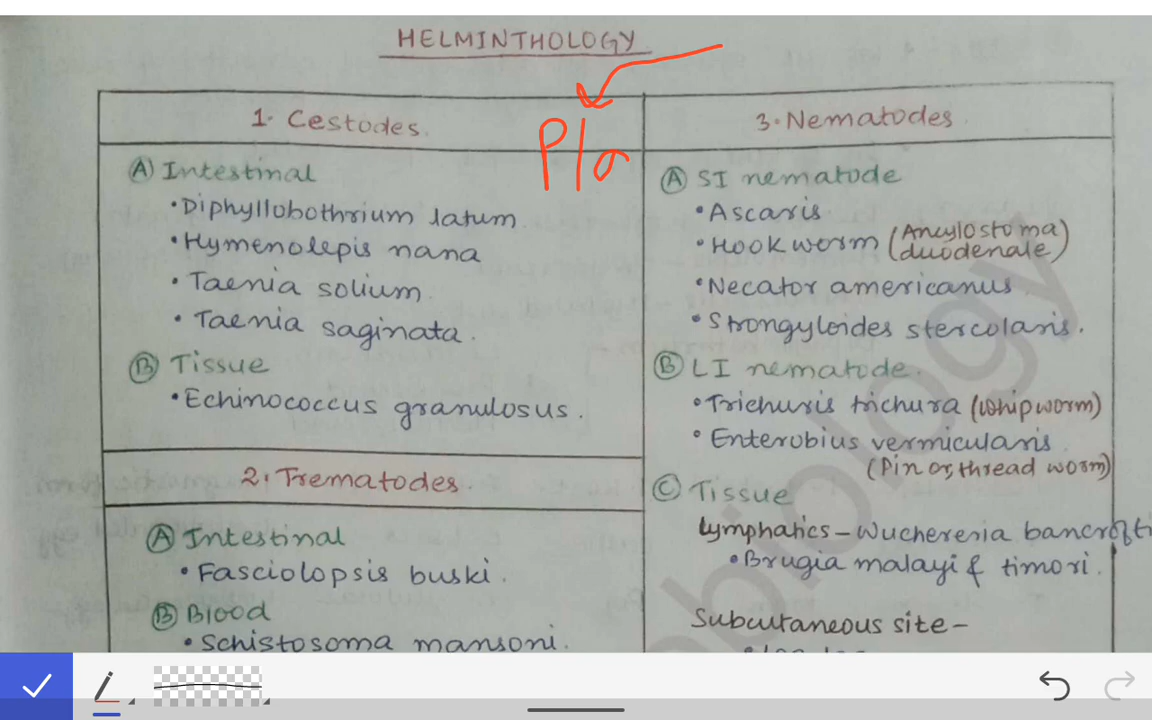 HELMINTHOLOGY
Pla
1. Cestodes.
A Intestinal
• Diphyllobothrium latum
• Hymenolepis nana
• Taenia solium.
• Taenia saginata.
B Tissue
• Echinococcus granulosus.
2. Trematodes.
A Intestinal
• Fasciolopsis buski.
B Blood
• Schistosoma mansoni.
3. Nematodes
A SI nematode
• Ascaris
• Hookworm (Ancylostoma duodenale)
• Necator americanus
• Strongyloides stercolaris.
B LI nematode.
• Trichuris trichura (whipworm)
• Enterobius vermicularis
(Pin or, thread worm)
C Tissue
Lymphatics – Wuchereria bancrofti
• Brugia malayi & timori.
Subcutaneous site –